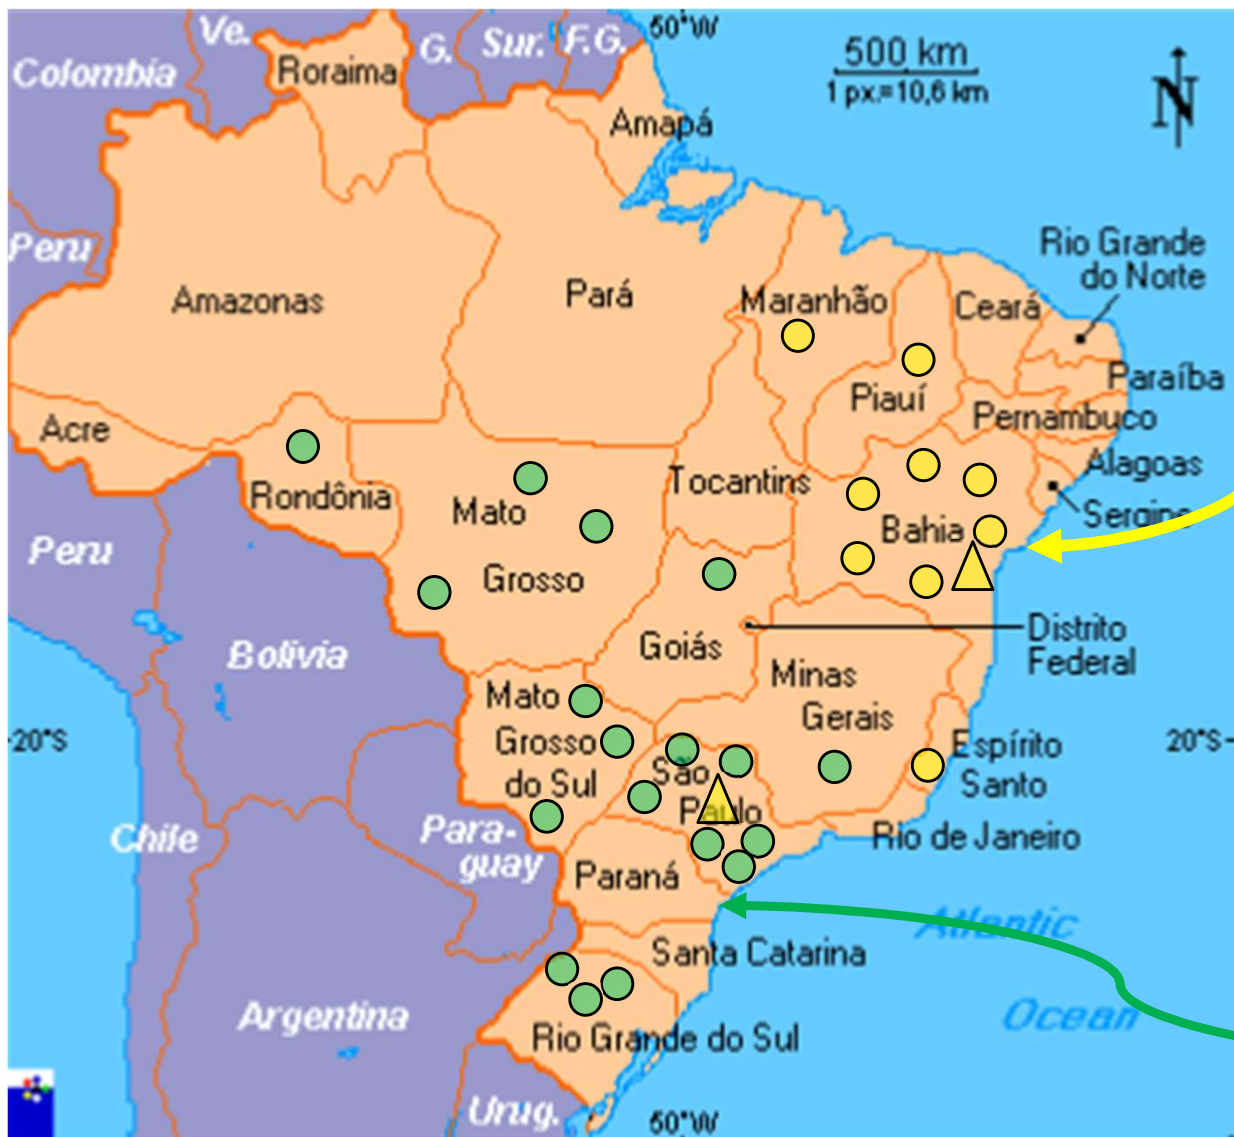 50°W
500 km
1 px.=10,6 km
N
Ve.
G.
Sur.
F.G.
Colombia
Roraima
Amapá
Peru
Rio Grande
do Norte
Amazonas
Pará
Maranhão
Ceará
Paraíba
Piauí
Pernambuco
Acre
Alagoas
Tocantins
Rondônia
Mato
Grosso
Bahia
Sergipe
Peru
Bolivia
Goiás
Distrito
Federal
Minas
Gerais
Mato
Grosso
do Sul
20°S
20°S
Espírito
Santo
São
Paulo
Chile
Para-
guay
Rio de Janeiro
Paraná
Atlantic
Ocean
Santa Catarina
Argentina
Rio Grande do Sul
Urug.
50°W